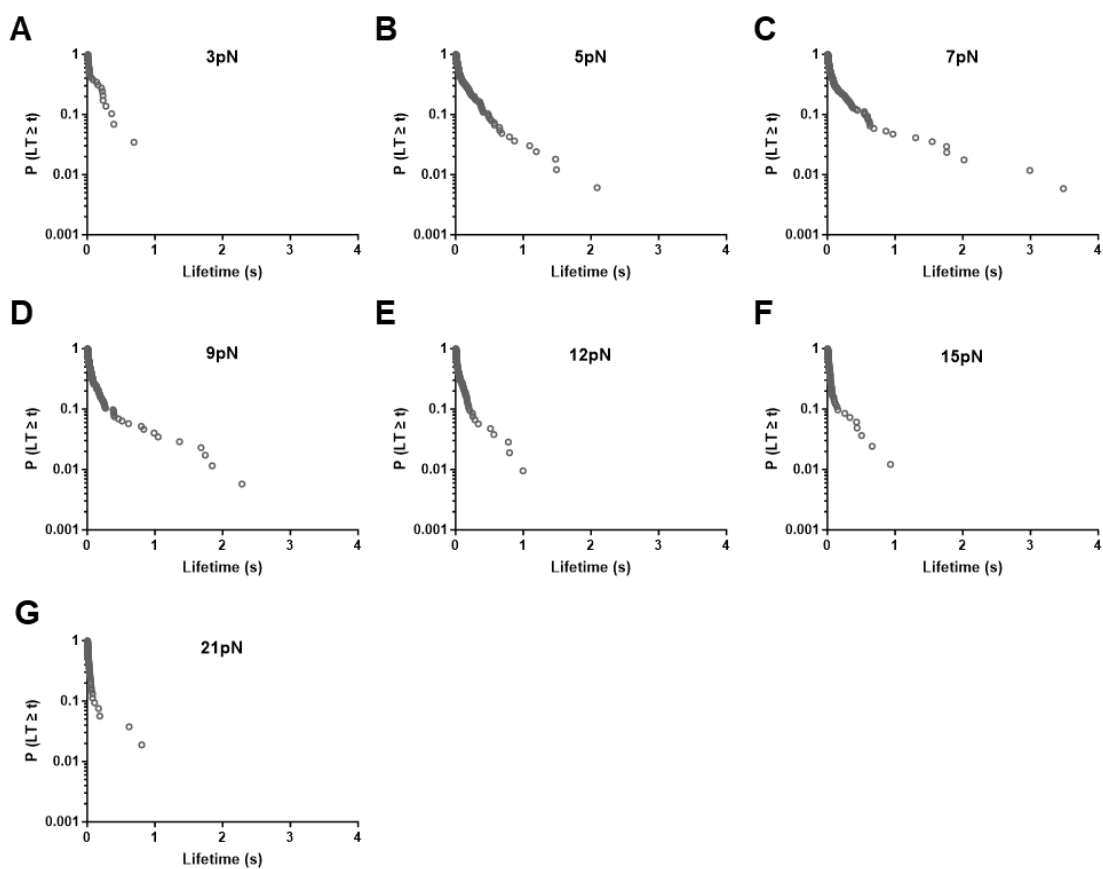 A
3pN
1
0.1
0.01
0.001
P (LT ≥ t)
0 1 2 3 4
Lifetime (s)
B
5pN
1
0.1
0.01
0.001
P (LT ≥ t)
0 1 2 3 4
Lifetime (s)
C
7pN
1
0.1
0.01
0.001
P (LT ≥ t)
0 1 2 3 4
Lifetime (s)
D
9pN
1
0.1
0.01
0.001
P (LT ≥ t)
0 1 2 3 4
Lifetime (s)
E
12pN
1
0.1
0.01
0.001
P (LT ≥ t)
0 1 2 3 4
Lifetime (s)
F
15pN
1
0.1
0.01
0.001
P (LT ≥ t)
0 1 2 3 4
Lifetime (s)
G
21pN
1
0.1
0.01
0.001
P (LT ≥ t)
0 1 2 3 4
Lifetime (s)